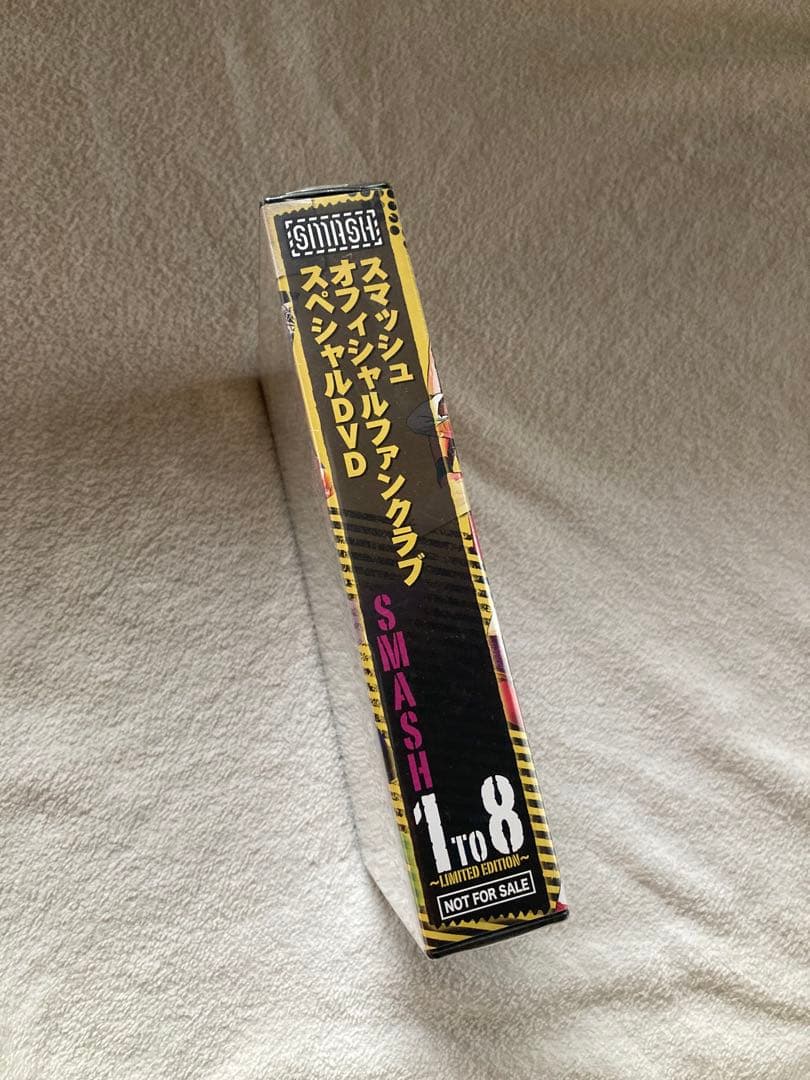 SMASH
スマッシュ
オフィシャルファンクラブ
スペシャルDVD
SMASH
1 TO 8
~LIMITED EDITION~
NOT FOR SALE